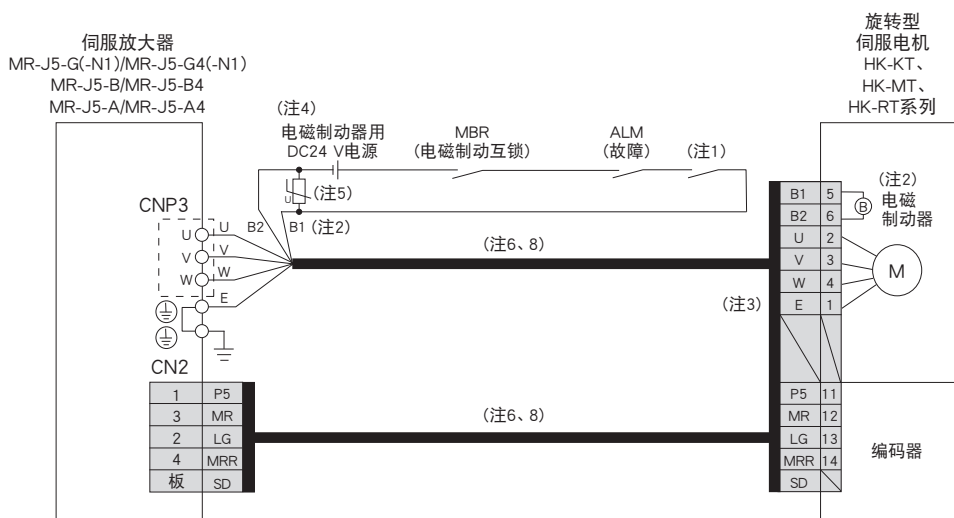 伺服放大器
MR-J5-G(-N1)/MR-J5-G4(-N1)
MR-J5-B/MR-J5-B4
MR-J5-A/MR-J5-A4
旋转型
伺服电机
HK-KT、
HK-MT、
HK-RT系列
(注4)
电磁制动器用
DC24 V电源
MBR
(电磁制动互锁)
ALM
(故障)
(注1)
U
(注5)
B2
B1
(注2)
CNP3
U
U
V
V
W
W
E
(注6、8)
(注3)
B1 5
B2 6
U 2
V 3
W 4
E 1
B
(注2)
电磁
制动器
M
CN2
1 P5
3 MR
2 LG
4 MRR
板 SD
(注6、8)
P5 11
MR 12
LG 13
MRR 14
SD
编码器